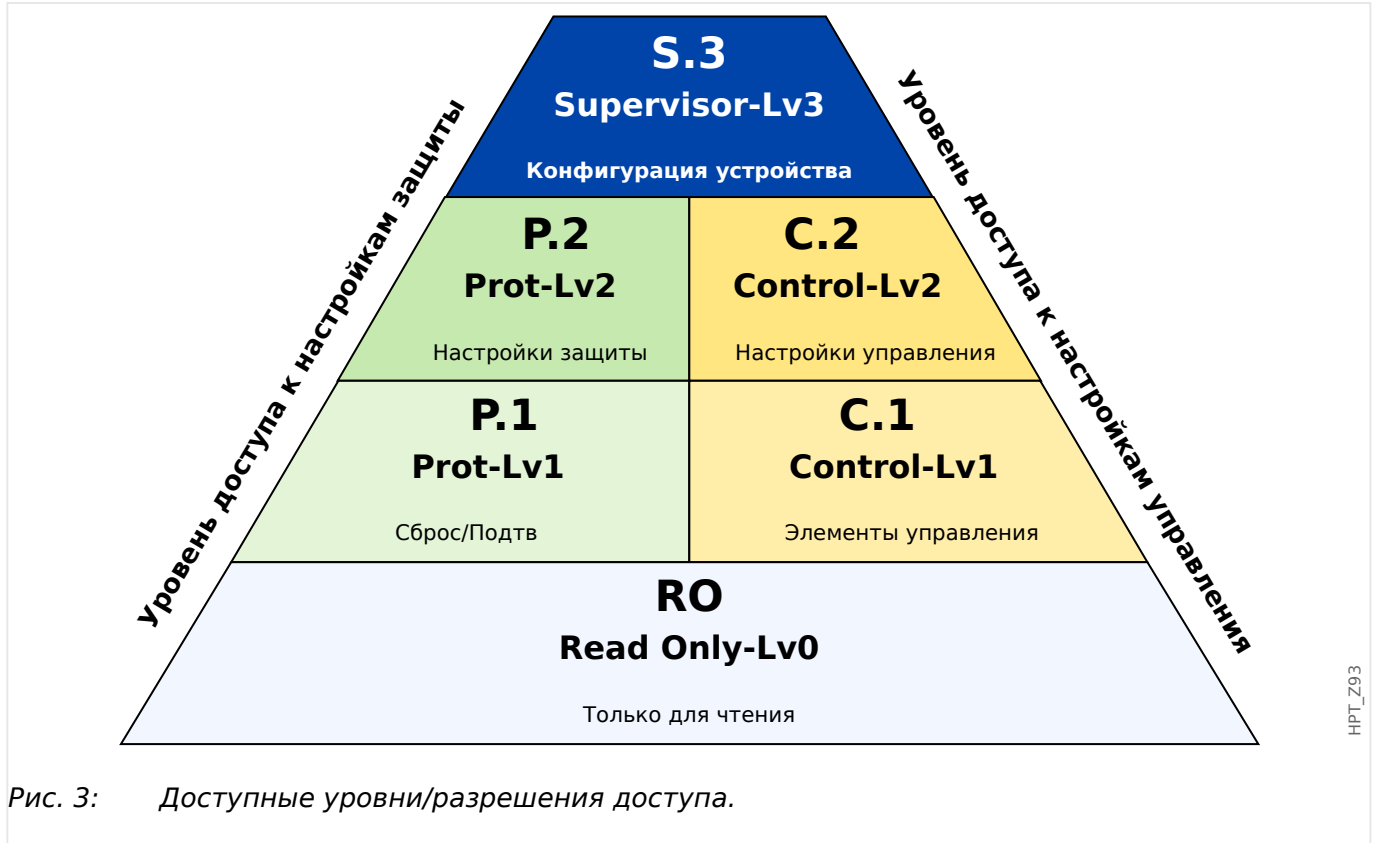 S.3
Supervisor-Lv3
Конфигурация устройства
Уровень доступа к настройкам защиты
Уровень доступа к настройкам управления
P.2
Prot-Lv2
Настройки защиты
C.2
Control-Lv2
Настройки управления
P.1
Prot-Lv1
Сброс/Подтв
C.1
Control-Lv1
Элементы управления
RO
Read Only-Lv0
Только для чтения
HPT_Z93
Рис. 3: Доступные уровни/разрешения доступа.